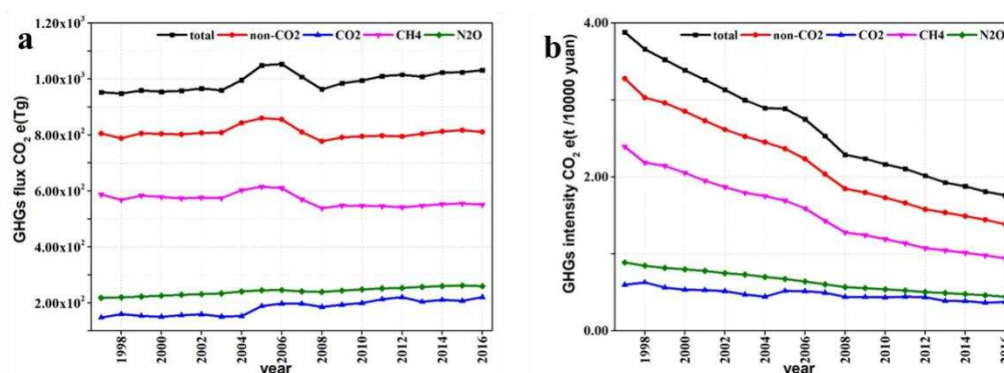 a
total non-CO2 CO2 CH4 N2O
GHGs flux CO2 e(Tg)
1.20x10³
1.00x10³
8.00x10²
6.00x10²
4.00x10²
2.00x10²
1998 2000 2002 2004 2006 2008 2010 2012 2014 2016
year
b
total non-CO2 CO2 CH4 N2O
GHGs intensity CO2 e(t /10000 yuan)
4.00
2.00
0.00
1998 2000 2002 2004 2006 2008 2010 2012 2014 2016
year